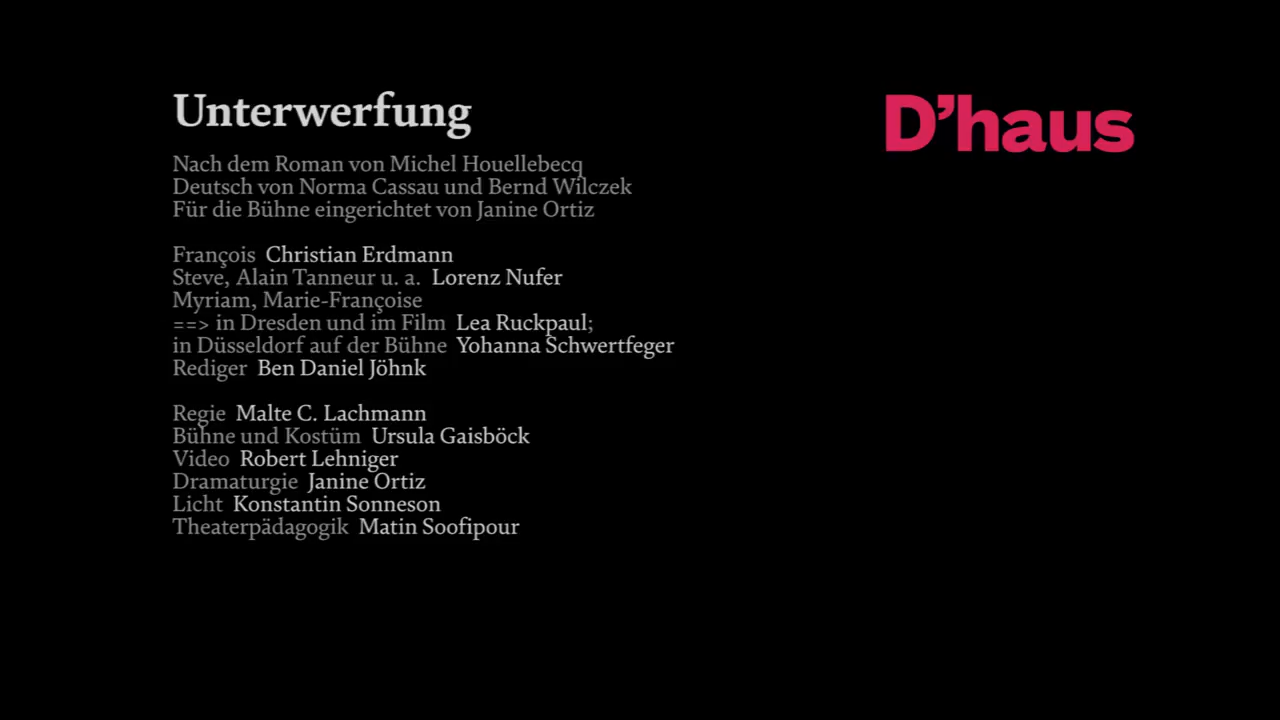 Unterwerfung
D’haus
Nach dem Roman von Michel Houellebecq
Deutsch von Norma Cassau und Bernd Wilczek
Für die Bühne eingerichtet von Janine Ortiz
François Christian Erdmann
Steve, Alain Tanneur u. a. Lorenz Nufer
Myriam, Marie-Françoise
==> in Dresden und im Film Lea Ruckpaul;
in Düsseldorf auf der Bühne Yohanna Schwertfeger
Rediger Ben Daniel Jöhnk
Regie Malte C. Lachmann
Bühne und Kostüm Ursula Gaisböck
Video Robert Lehniger
Dramaturgie Janine Ortiz
Licht Konstantin Sonneson
Theaterpädagogik Matin Soofipour